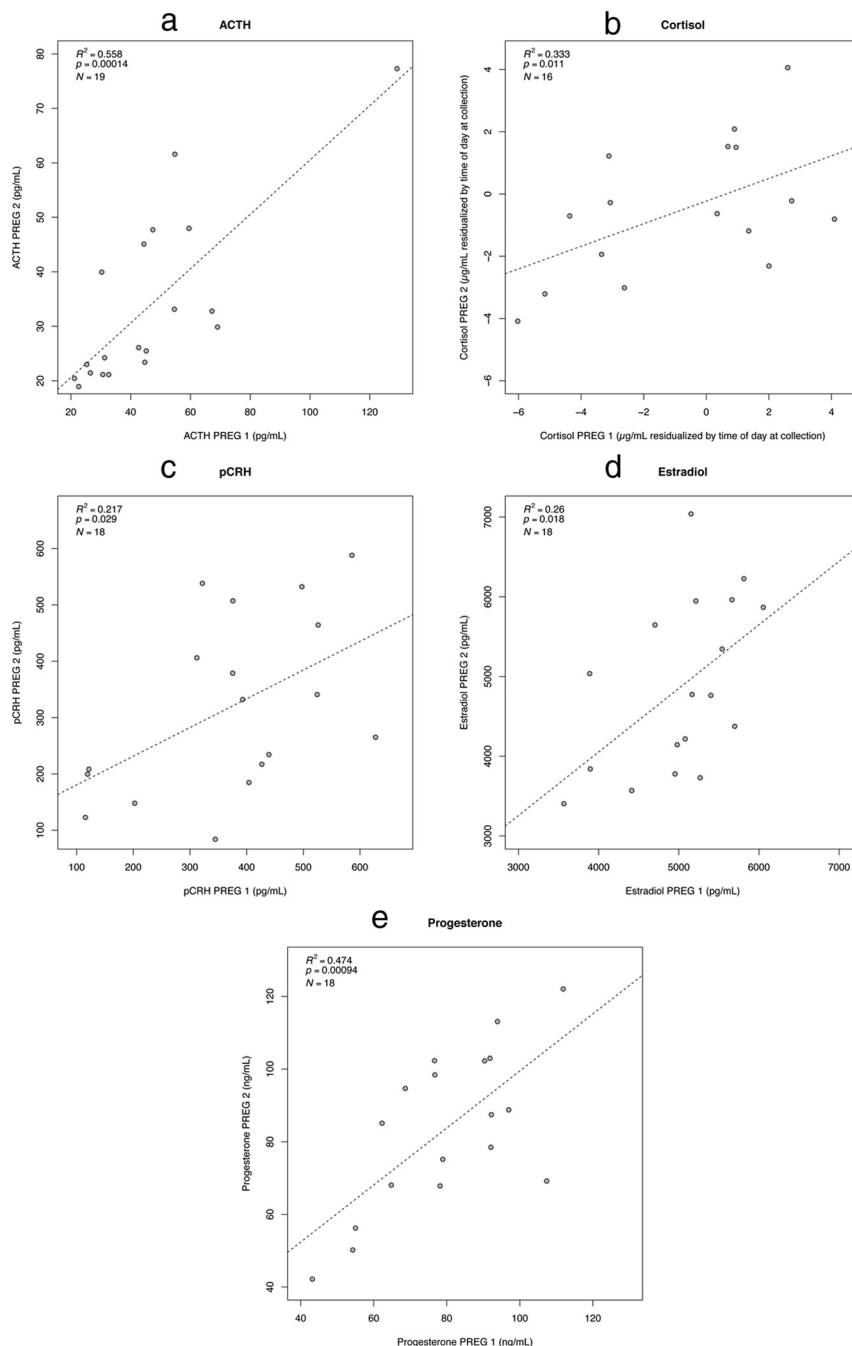 a ACTH
R² = 0.558
p = 0.00014
N = 19
80
70
60
50
40
30
20
ACTH PREG 2 (pg/mL)
20 40 60 80 100 120
ACTH PREG 1 (pg/mL)
b Cortisol
R² = 0.333
p = 0.011
N = 16
4
2
0
−2
−4
−6
Cortisol PREG 2 (µg/mL residualized by time of day at collection)
−6 −4 −2 0 2 4
Cortisol PREG 1 (µg/mL residualized by time of day at collection)
c pCRH
R² = 0.217
p = 0.029
N = 18
600
500
400
300
200
100
pCRH PREG 2 (pg/mL)
100 200 300 400 500 600
pCRH PREG 1 (pg/mL)
d Estradiol
R² = 0.26
p = 0.018
N = 18
7000
6000
5000
4000
3000
Estradiol PREG 2 (pg/mL)
3000 4000 5000 6000 7000
Estradiol PREG 1 (pg/mL)
e Progesterone
R² = 0.474
p = 0.00094
N = 18
120
100
80
60
40
Progesterone PREG 2 (ng/mL)
40 60 80 100 120
Progesterone PREG 1 (ng/mL)